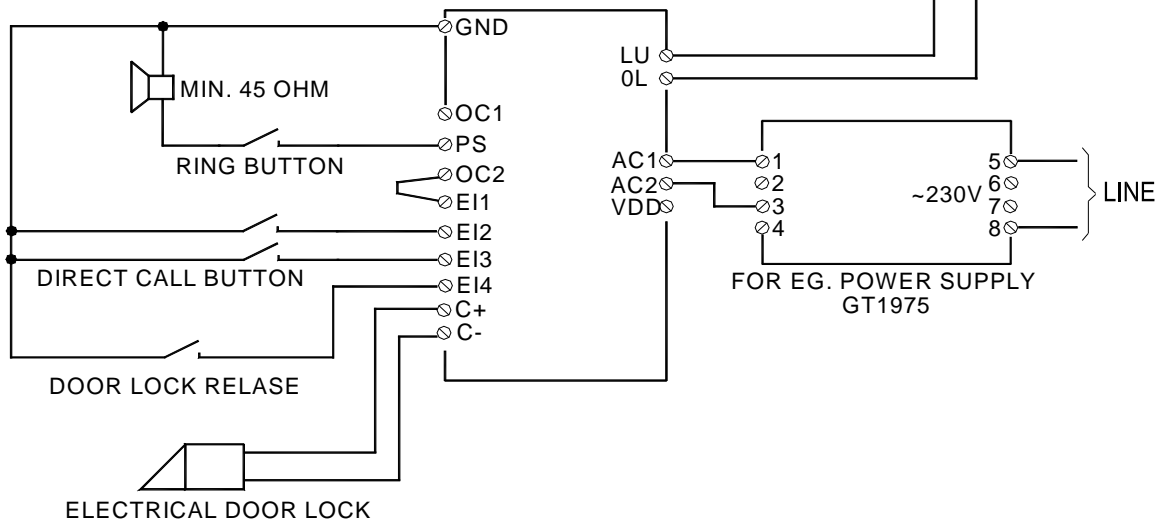 GND
LU
0L
MIN. 45 OHM
OC1
PS
RING BUTTON
OC2
EI1
AC1
AC2
VDD
1
2
3
4
~230V
5
6
7
8
LINE
EI2
EI3
DIRECT CALL BUTTON
EI4
C+
C-
FOR EG. POWER SUPPLY
GT1975
DOOR LOCK RELASE
ELECTRICAL DOOR LOCK